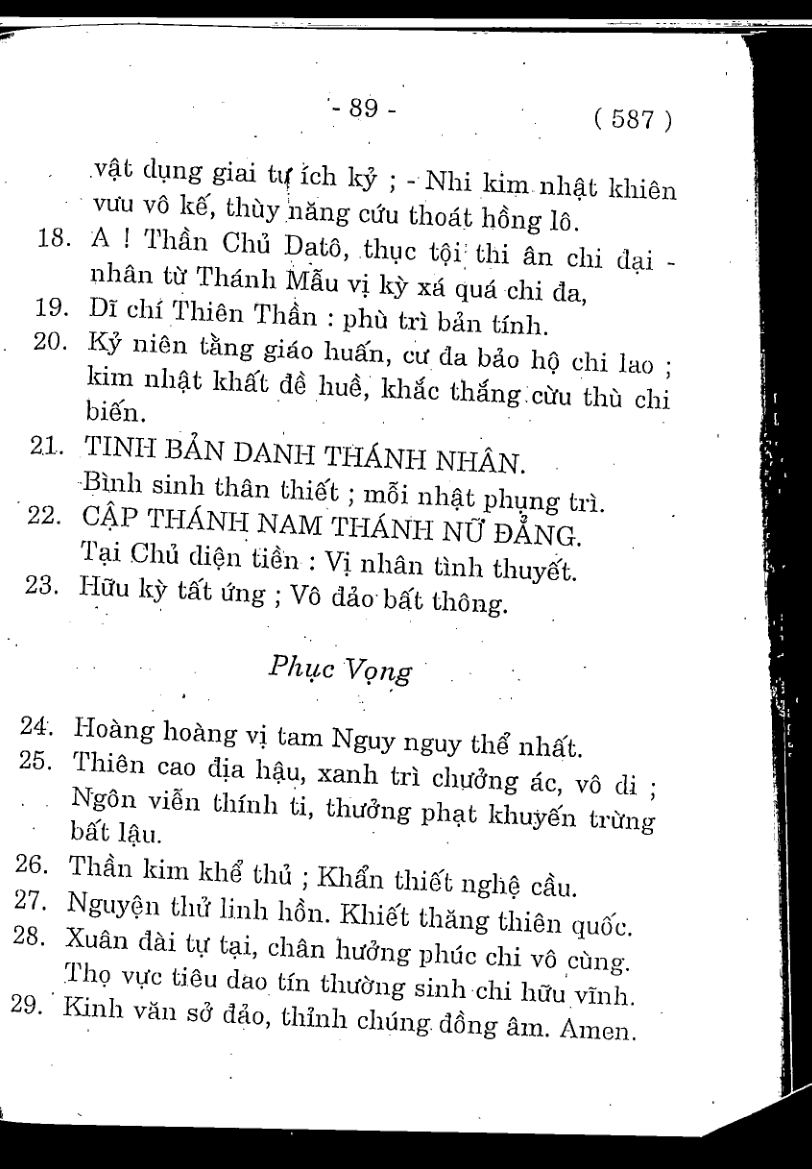 - 89 - ( 587 )
vật dụng giai tự ích kỷ ; - Nhi kim nhật khiên
vưu vô kế, thùy năng cứu thoát hồng lô.
18. A ! Thần Chủ Datô, thục tội thi ân chi đại -
nhân từ Thánh Mẫu vị kỳ xá quá chi đa,
19. Dĩ chí Thiên Thần : phù trì bản tính.
20. Kỷ niên tằng giáo huấn, cư đa bảo hộ chi lao ;
kim nhật khất đề huề, khắc thắng cừu thù chi
biến.
21. TINH BẢN DANH THÁNH NHÂN.
Bình sinh thân thiết ; mỗi nhật phụng trì.
22. CẬP THÁNH NAM THÁNH NỮ ĐẲNG.
Tại Chủ diện tiền : Vị nhân tình thuyết.
23. Hữu kỳ tất ứng ; Vô đảo bất thông.
Phục Vọng
24. Hoàng hoàng vị tam Nguy nguy thể nhất.
25. Thiên cao địa hậu, xanh trì chưởng ác, vô di ;
Ngôn viễn thính ti, thưởng phạt khuyến trừng
bất lậu.
26. Thần kim khể thủ ; Khẩn thiết nghệ cầu.
27. Nguyện thử linh hồn. Khiết thăng thiên quốc.
28. Xuân đài tự tại, chân hưởng phúc chi vô cùng.
Thọ vực tiêu dao tín thường sinh chi hữu vĩnh.
29. Kinh văn sở đảo, thỉnh chúng đồng âm. Amen.